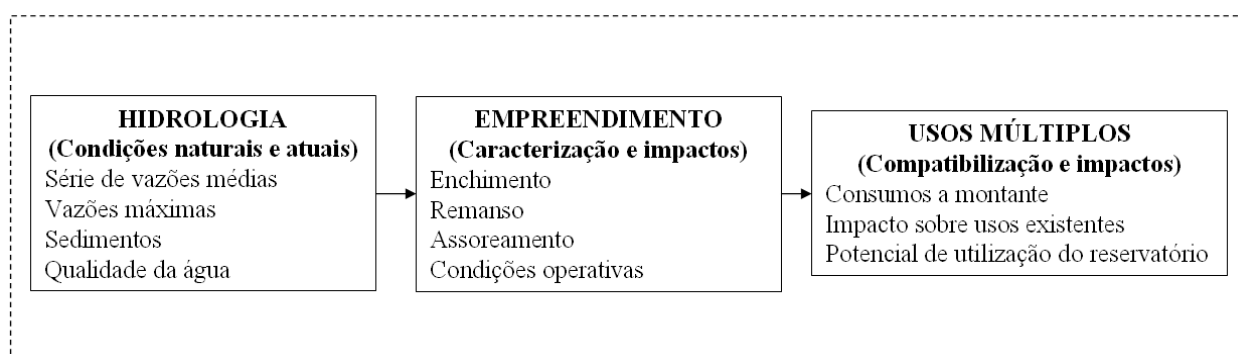 HIDROLOGIA
(Condições naturais e atuais)
Série de vazões médias
Vazões máximas
Sedimentos
Qualidade da água
EMPREENDIMENTO
(Caracterização e impactos)
Enchimento
Remanso
Assoreamento
Condições operativas
USOS MÚLTIPLOS
(Compatibilização e impactos)
Consumos a montante
Impacto sobre usos existentes
Potencial de utilização do reservatório